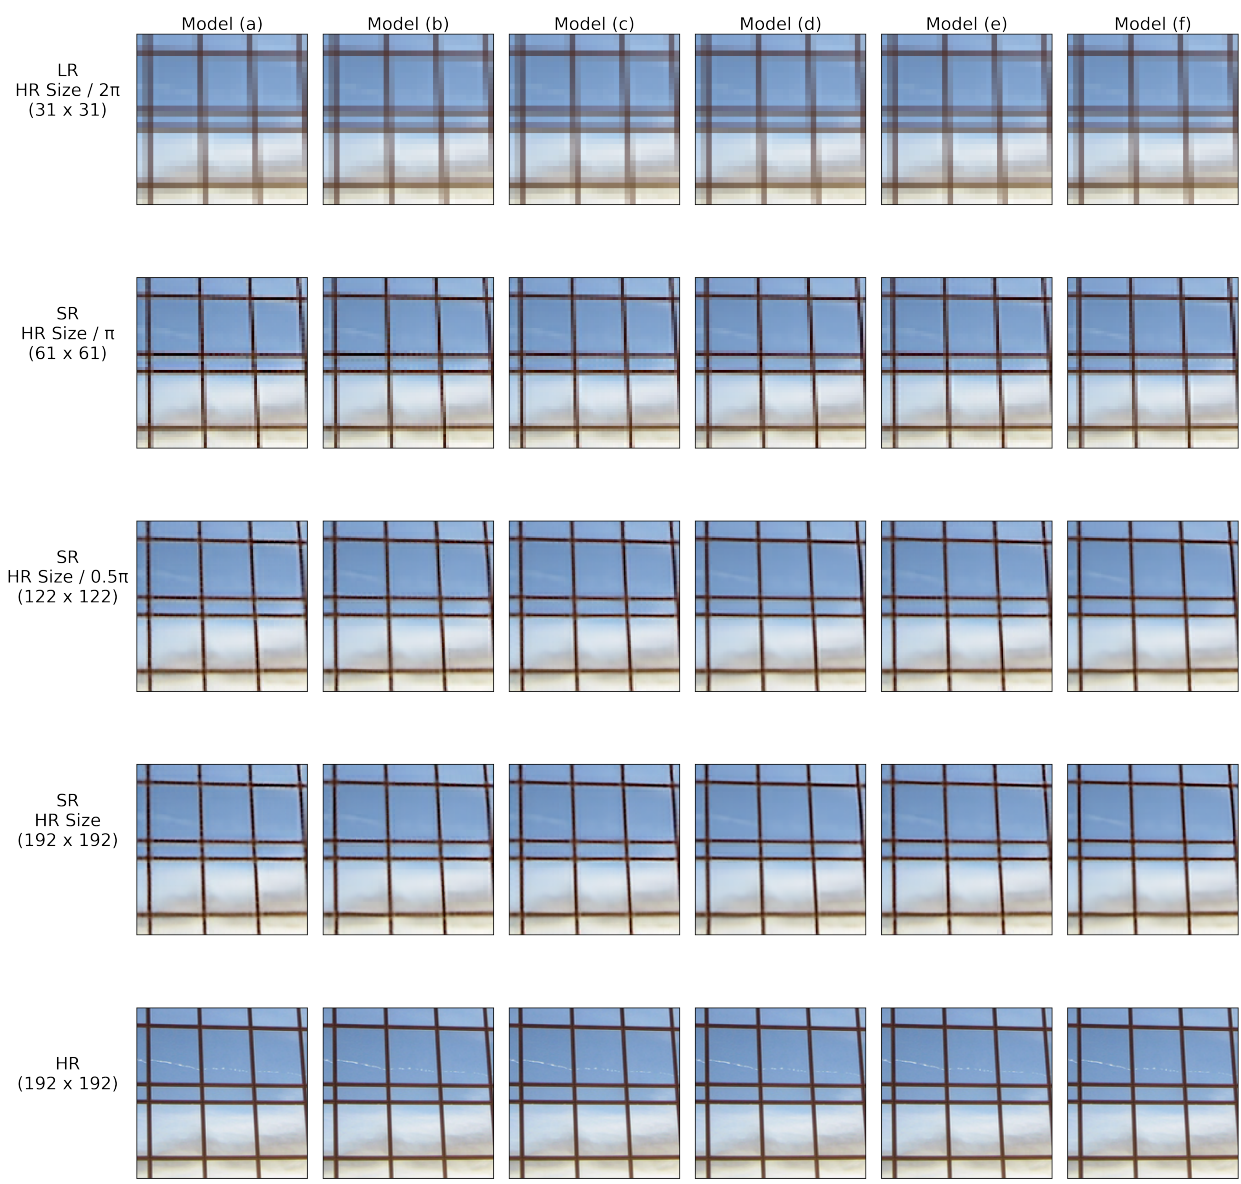 Model (a) Model (b) Model (c) Model (d) Model (e) Model (f)
LR
HR Size / 2π
(31 x 31)
SR
HR Size / π
(61 x 61)
SR
HR Size / 0.5π
(122 x 122)
SR
HR Size
(192 x 192)
HR
(192 x 192)